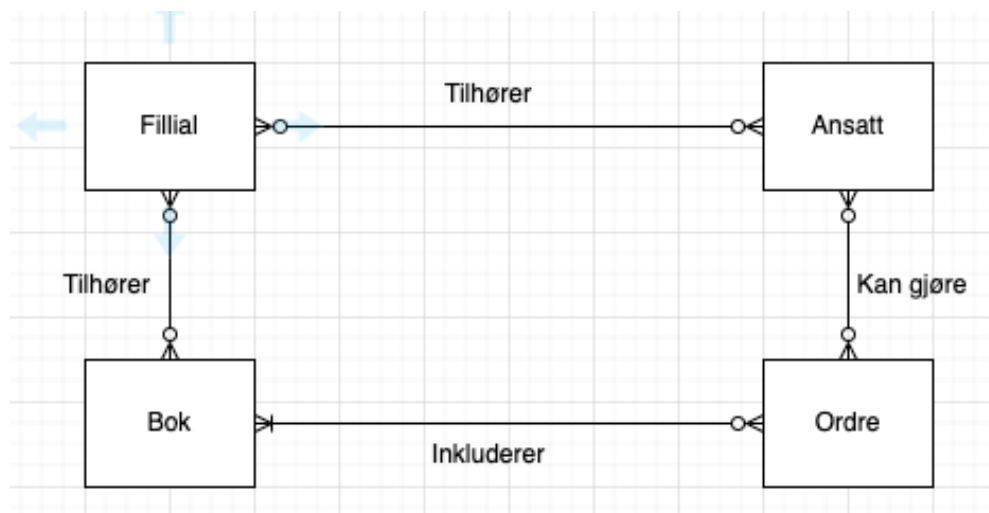 Tilhører
Fillial
Ansatt
Tilhører
Kan gjøre
Bok
Ordre
Inkluderer